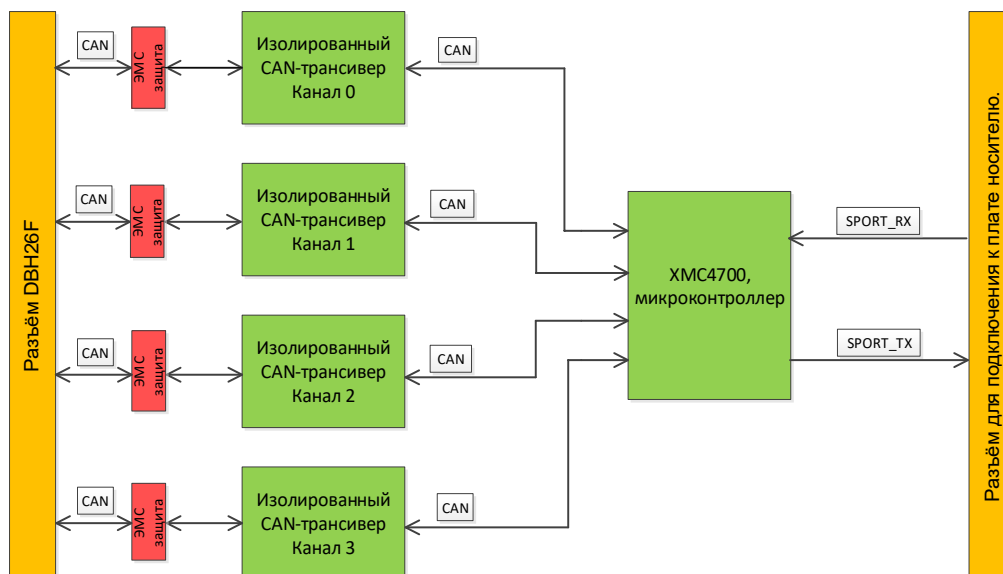 Разъём DBH26F
CAN
ЭМС
защита
Изолированный
CAN-трансивер
Канал 0
CAN
CAN
ЭМС
защита
Изолированный
CAN-трансивер
Канал 1
CAN
CAN
ЭМС
защита
Изолированный
CAN-трансивер
Канал 2
CAN
CAN
ЭМС
защита
Изолированный
CAN-трансивер
Канал 3
CAN
XMC4700,
микроконтроллер
SPORT_RX
SPORT_TX
Разъём для подключения к плате носителю.